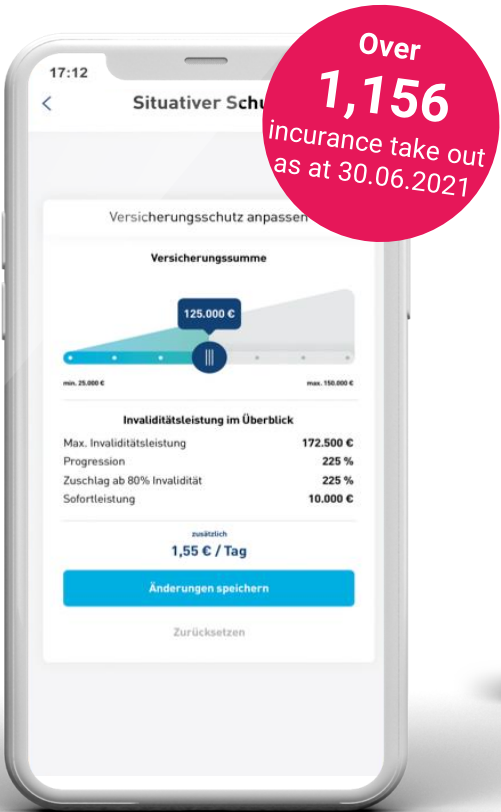 17:12
Situativer Schu
Over
1,156
incurance take out
as at 30.06.2021
Versicherungsschutz anpassen
Versicherungssumme
125.000 €
min. 25.000 € max. 150.000 €
Invaliditätsleistung im Überblick
Max. Invaliditätsleistung 172.500 €
Progression 225 %
Zuschlag ab 80% Invalidität 225 %
Sofortleistung 10.000 €
zusätzlich
1,55 € / Tag
Änderungen speichern
Zurücksetzen